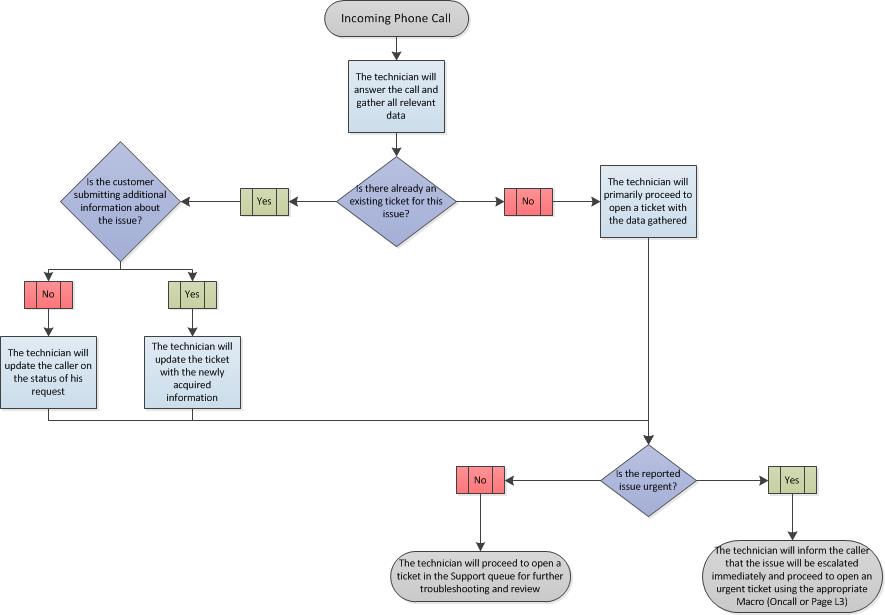 Incoming Phone Call
The technician will
answer the call and
gather all relevant
data
Is there already an
existing ticket for this
issue?
Yes
No
Is the customer
submitting additional
information about
the issue?
The technician will
primarily proceed to
open a ticket with
the data gathered
No
Yes
The technician will
update the caller on
the status of his
request
The technician will
update the ticket
with the newly
acquired
information
Is the reported
issue urgent?
No
Yes
The technician will proceed to open a
ticket in the Support queue for further
troubleshooting and review
The technician will inform the caller
that the issue will be escalated
immediately and proceed to open an
urgent ticket using the appropriate
Macro (Oncall or Page L3)